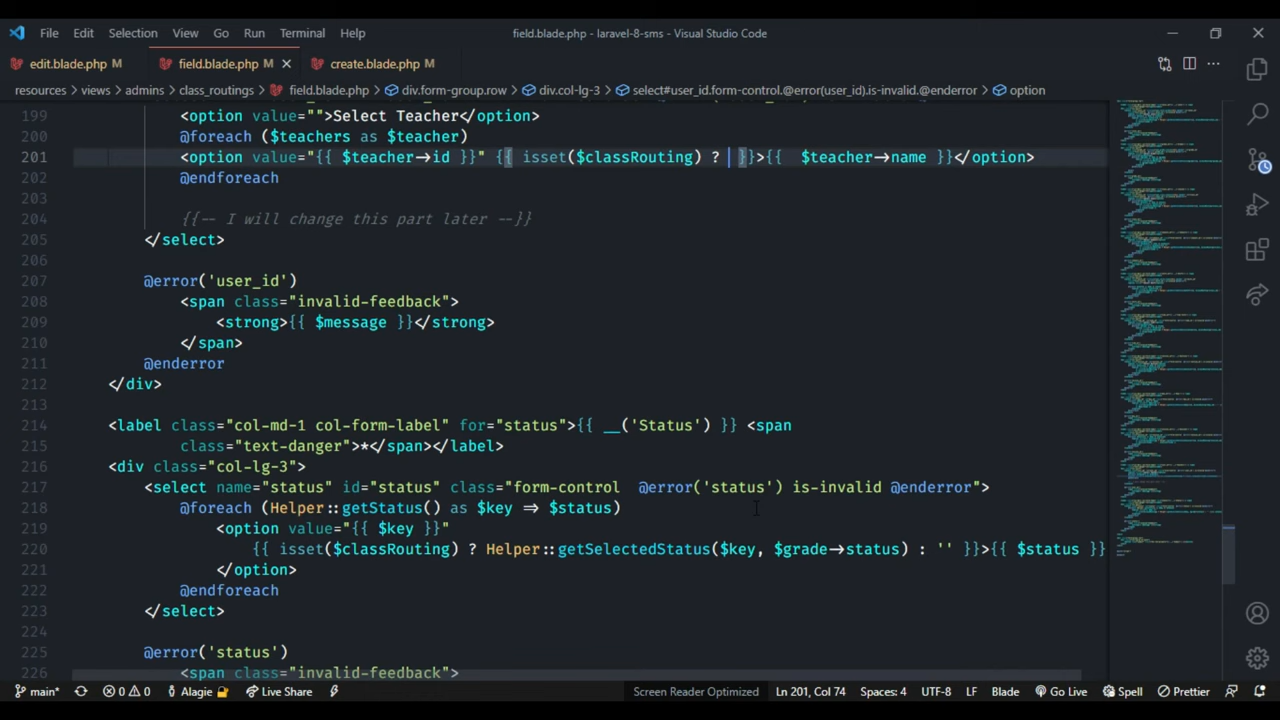 File Edit Selection View Go Run Terminal Help field.blade.php - laravel-8-sms - Visual Studio Code
edit.blade.php M field.blade.php M create.blade.php M
resources > views > admins > class_routings > field.blade.php > div.form-group.row > div.col-lg-3 > select#user_id.form-control.@error(user_id).is-invalid.@enderror > option
199 <option value="">Select Teacher</option>
200 @foreach ($teachers as $teacher)
201 <option value="{{ $teacher->id }}" {{ isset($classRouting) ? }}>{{  $teacher->name }}</option>
202 @endforeach
203
204 {{-- I will change this part later --}}
205 </select>
206
207 @error('user_id')
208 <span class="invalid-feedback">
209 <strong>{{ $message }}</strong>
210 </span>
211 @enderror
212 </div>
213
214 <label class="col-md-1 col-form-label" for="status">{{ __('Status') }} <span
215 class="text-danger">*</span></label>
216 <div class="col-lg-3">
217 <select name="status" id="status" class="form-control  @error('status') is-invalid @enderror">
218 @foreach (Helper::getStatus() as $key => $status)
219 <option value="{{ $key }}"
220 {{ isset($classRouting) ? Helper::getSelectedStatus($key, $grade->status) : '' }}>{{ $status }}
221 </option>
222 @endforeach
223 </select>
224
225 @error('status')
226 <span class="invalid-feedback">
main* 0 0 Alagie Live Share Screen Reader Optimized Ln 201, Col 74 Spaces: 4 UTF-8 LF Blade Go Live Spell Prettier